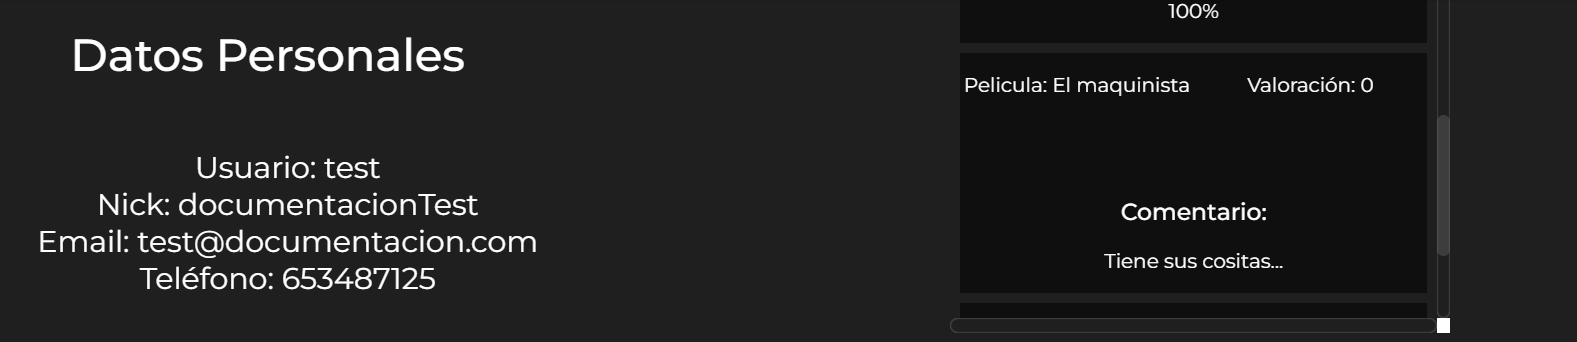 Datos Personales
Usuario: test
Nick: documentacionTest
Email: test@documentacion.com
Teléfono: 653487125
100%
Pelicula: El maquinista Valoración: 0
Comentario:
Tiene sus cositas...